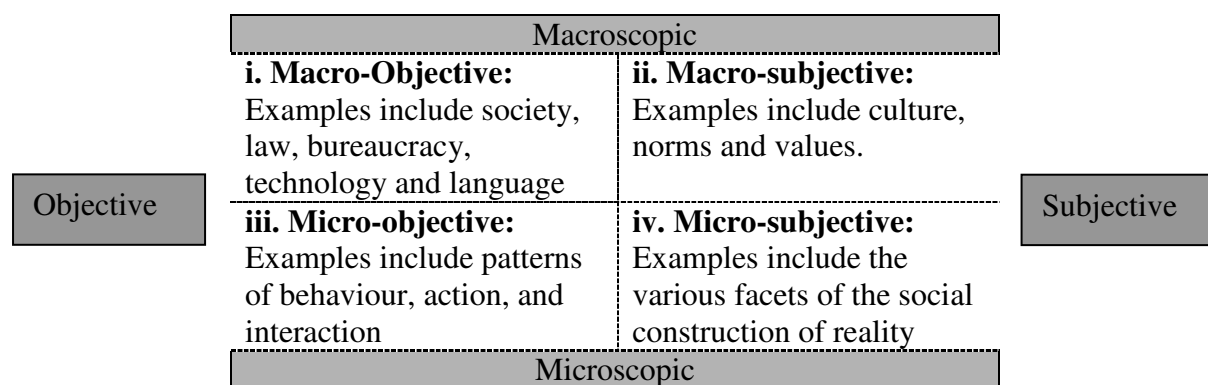 Macroscopic
i. Macro-Objective:
Examples include society,
law, bureaucracy,
technology and language
ii. Macro-subjective:
Examples include culture,
norms and values.
Objective
Subjective
iii. Micro-objective:
Examples include patterns
of behaviour, action, and
interaction
iv. Micro-subjective:
Examples include the
various facets of the social
construction of reality
Microscopic